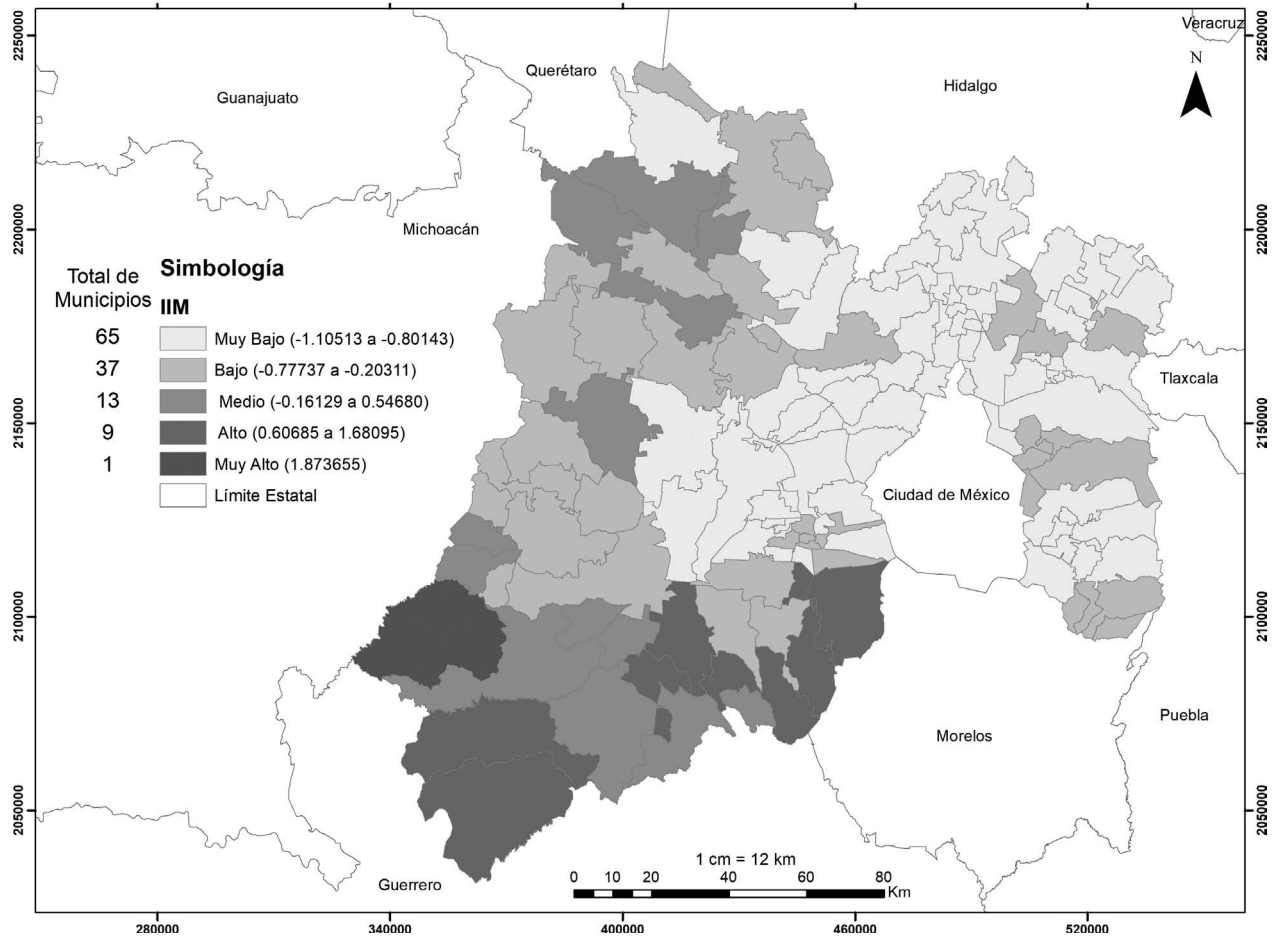 Veracruz
Querétaro
N
Guanajuato
Hidalgo
Michoacán
Total de
Municipios
Simbología
IIM
65
Muy Bajo (-1.10513 a -0.80143)
37
Bajo (-0.77737 a -0.20311)
13
Medio (-0.16129 a 0.54680)
9
Alto (0.60685 a 1.68095)
1
Muy Alto (1.873655)
Límite Estatal
Tlaxcala
Ciudad de México
Puebla
Morelos
Guerrero
1 cm = 12 km
0 10 20 40 60 80
Km
2250000
2200000
2150000
2100000
2050000
2250000
2200000
2150000
2100000
2050000
280000 340000 400000 460000 520000